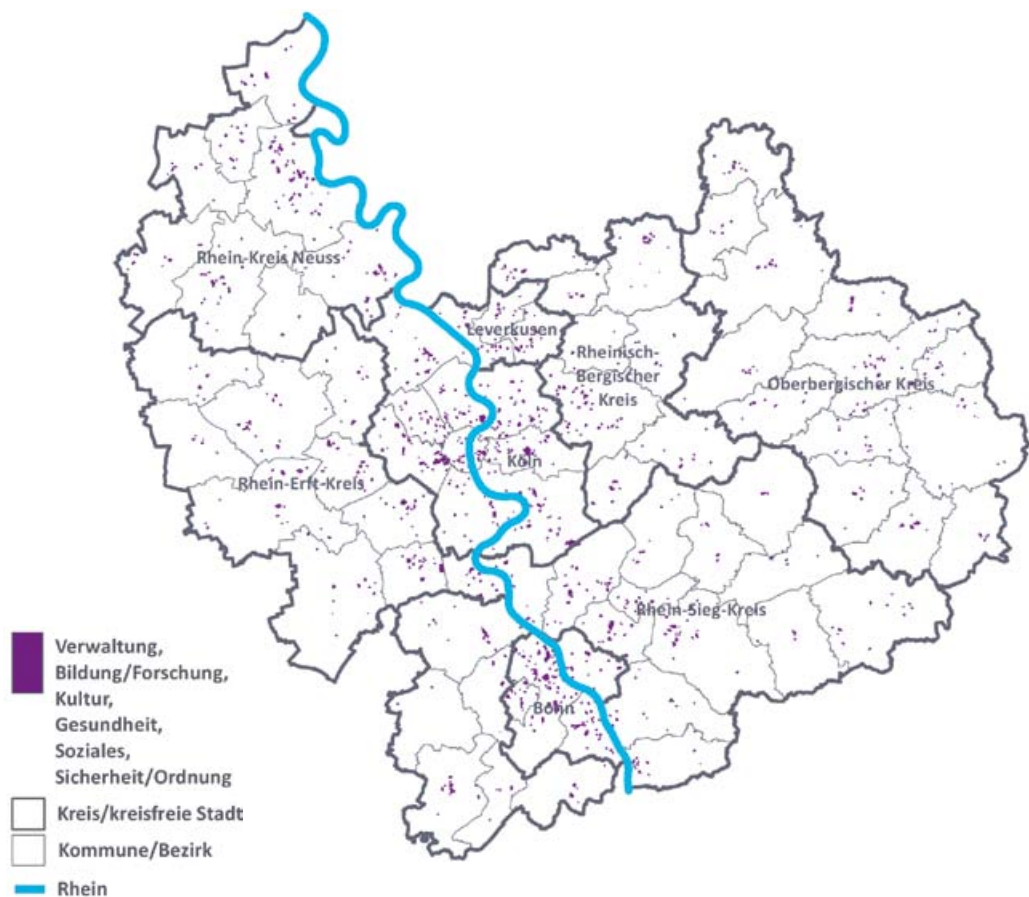 Rhein-Kreis Neuss
Leverkusen
Rheinisch-
Bergischer
Kreis
Oberbergischer Kreis
Köln
Rhein-Erft-Kreis
Rhein-Sieg-Kreis
Bonn
Verwaltung,
Bildung/Forschung,
Kultur,
Gesundheit,
Soziales,
Sicherheit/Ordnung
Kreis/kreisfreie Stadt
Kommune/Bezirk
Rhein